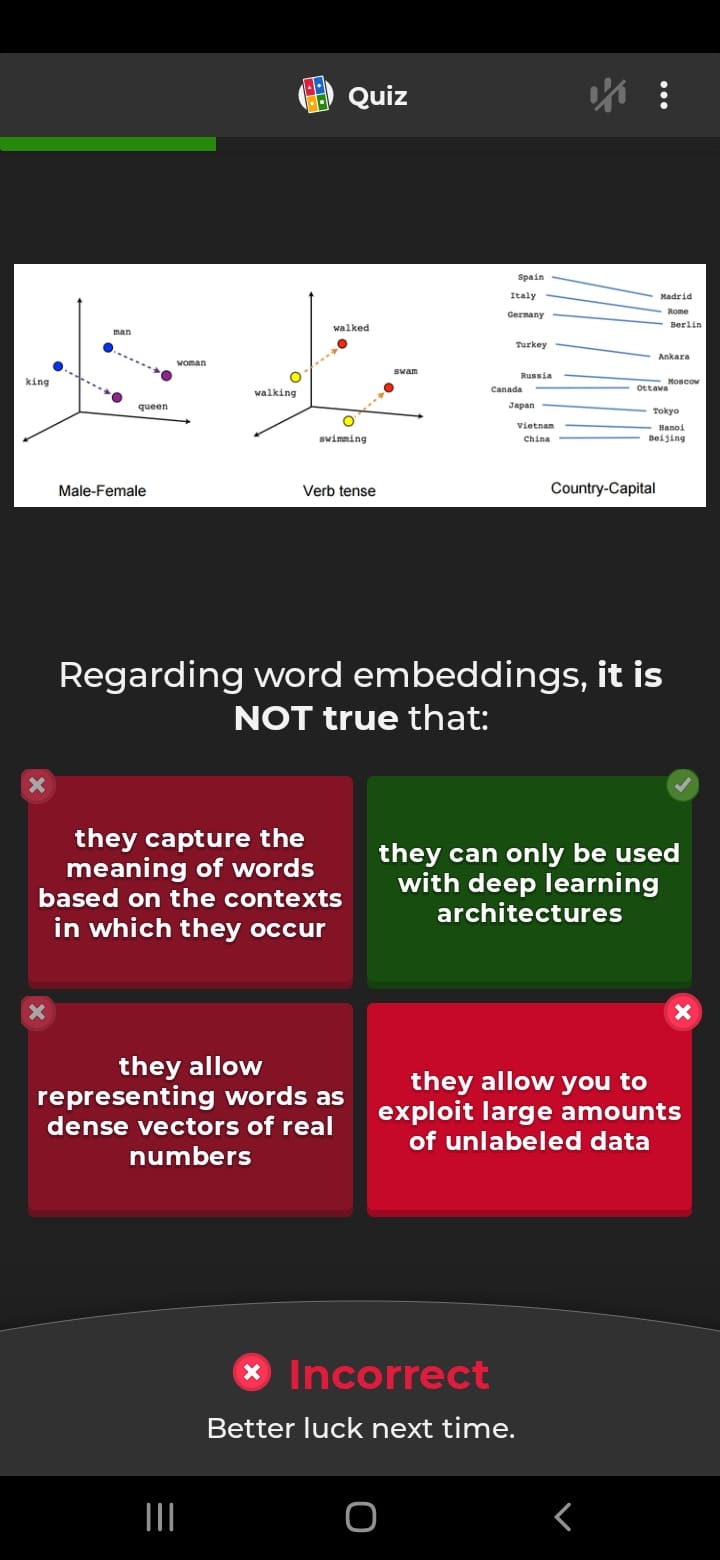 Quiz
man
woman
king
queen
Male-Female
walked
swam
walking
swimming
Verb tense
Spain
Madrid
Italy
Rome
Germany
Berlin
Turkey
Ankara
Russia
Moscow
Canada
Ottawa
Japan
Tokyo
Vietnam
Hanoi
China
Beijing
Country-Capital
Regarding word embeddings, it is
NOT true that:
they capture the
meaning of words
based on the contexts
in which they occur
they can only be used
with deep learning
architectures
they allow
representing words as
dense vectors of real
numbers
they allow you to
exploit large amounts
of unlabeled data
Incorrect
Better luck next time.